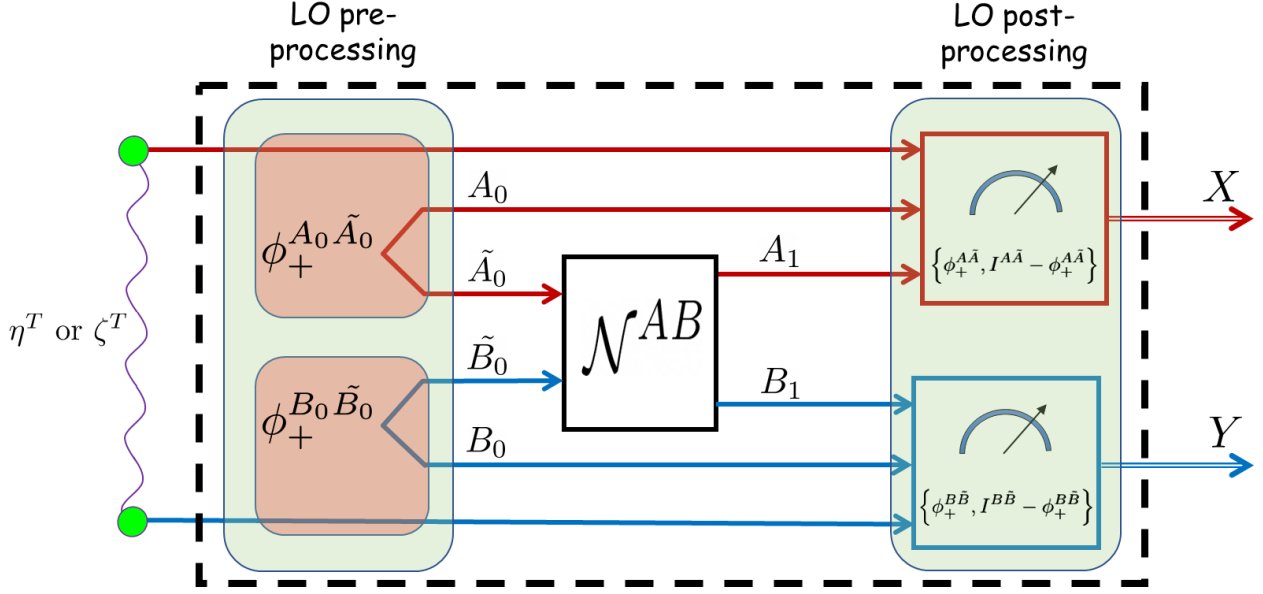 LO pre-
processing
LO post-
processing
η^T or ζ^T
ϕ_+^{A_0 Ã_0}
A_0
Ã_0
𝒩^{AB}
A_1
{ϕ_+^{AÃ}, I^{AÃ} − ϕ_+^{AÃ}}
X
ϕ_+^{B_0 B̃_0}
B̃_0
B_0
B_1
{ϕ_+^{BB̃}, I^{BB̃} − ϕ_+^{BB̃}}
Y